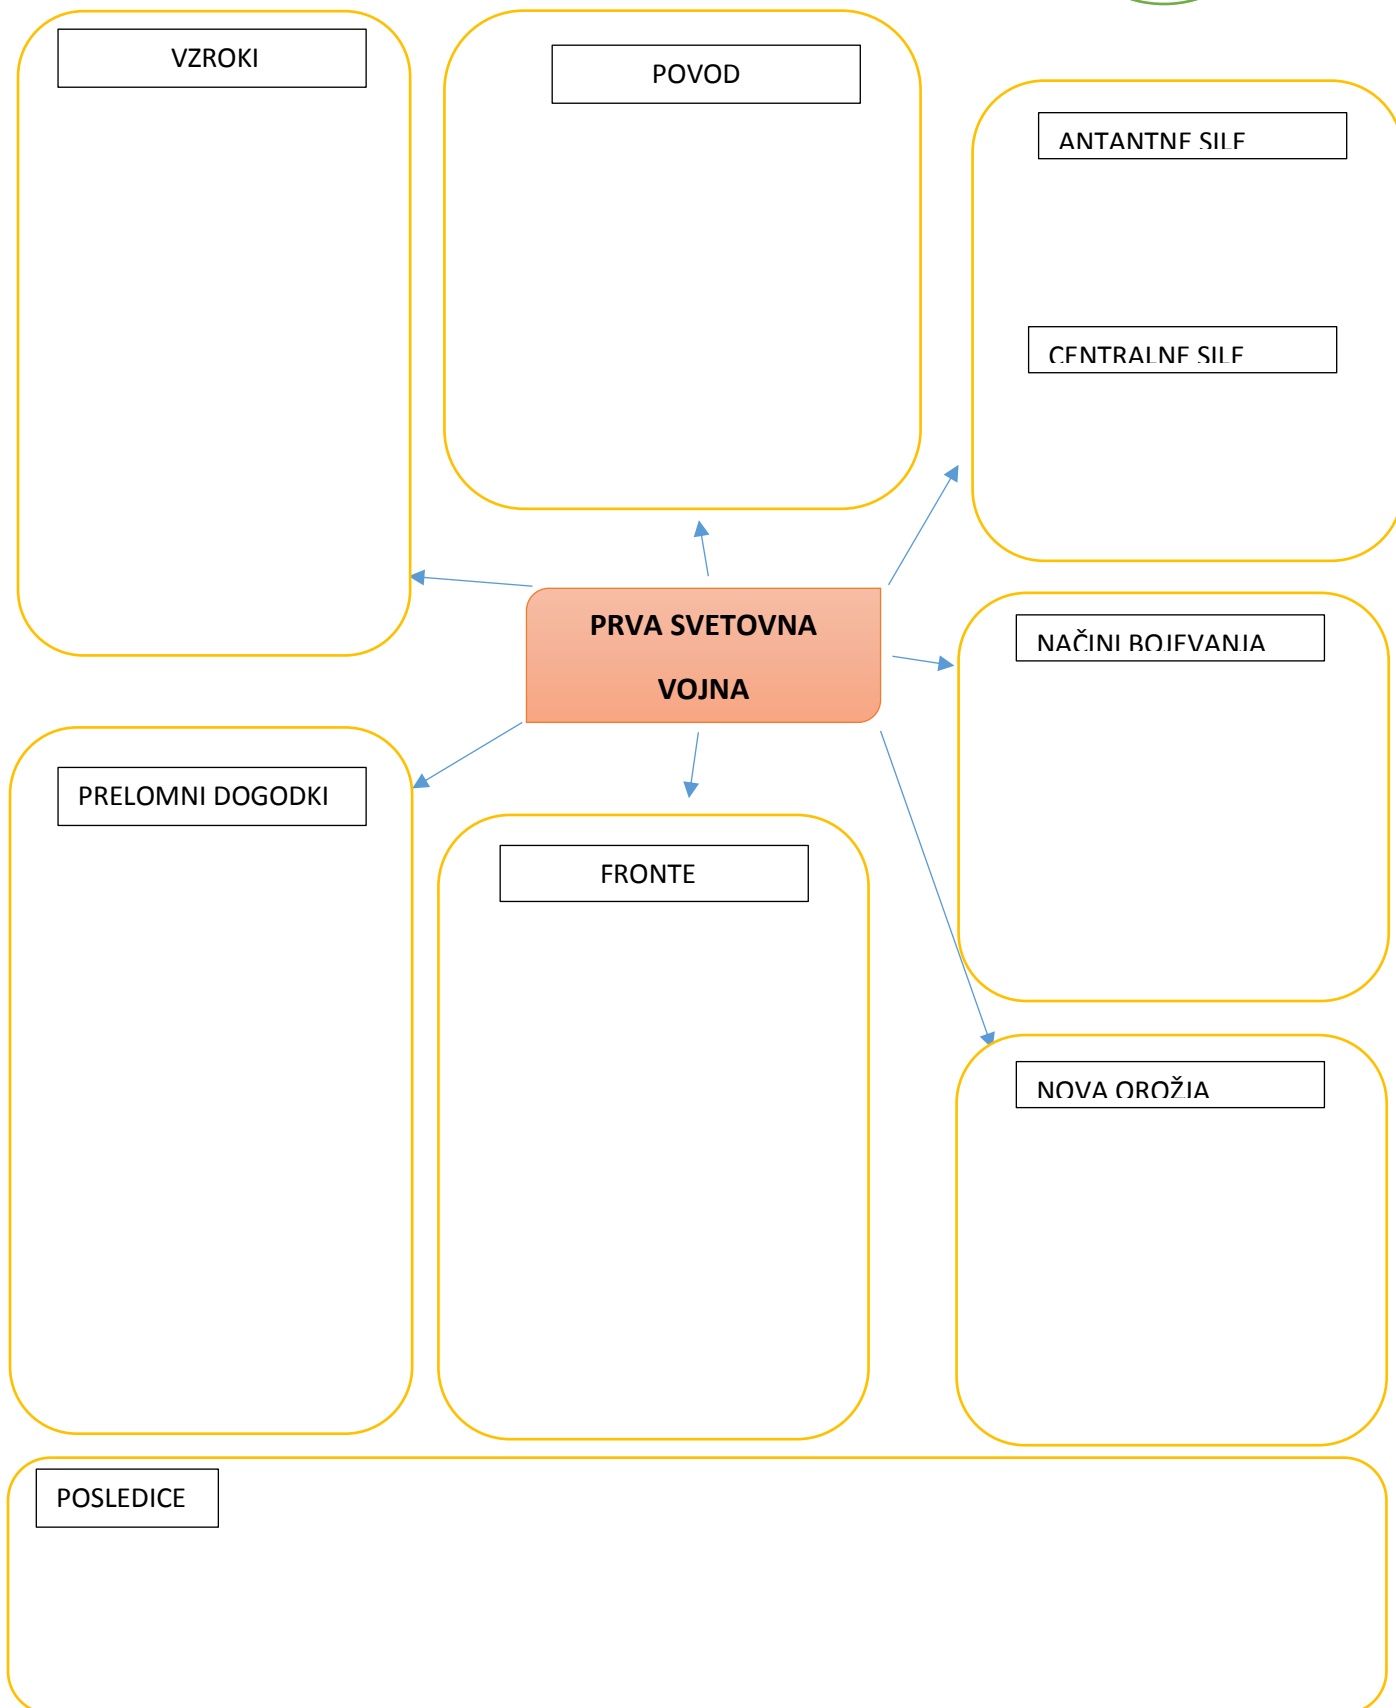 VZROKI
POVOD
ANTANTNE SILE
CENTRALNE SILE
PRVA SVETOVNA
VOJNA
NAČINI BOJEVANJA
PRELOMNI DOGODKI
FRONTE
NOVA OROŽJA
POSLEDICE